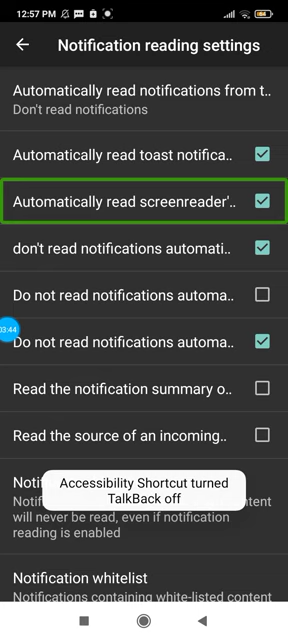 12:57 PM
Notification reading settings
Automatically read notifications from t..
Don't read notifications
Automatically read toast notifica..
Automatically read screenreader'..
don't read notifications automati..
Do not read notifications automa..
03:44
Do not read notifications automa..
Read the notification summary o..
Read the source of an incoming..
Accessibility Shortcut turned
TalkBack off
will never be read, even if notification
reading is enabled
Notification whitelist
Notifications containing white-listed content